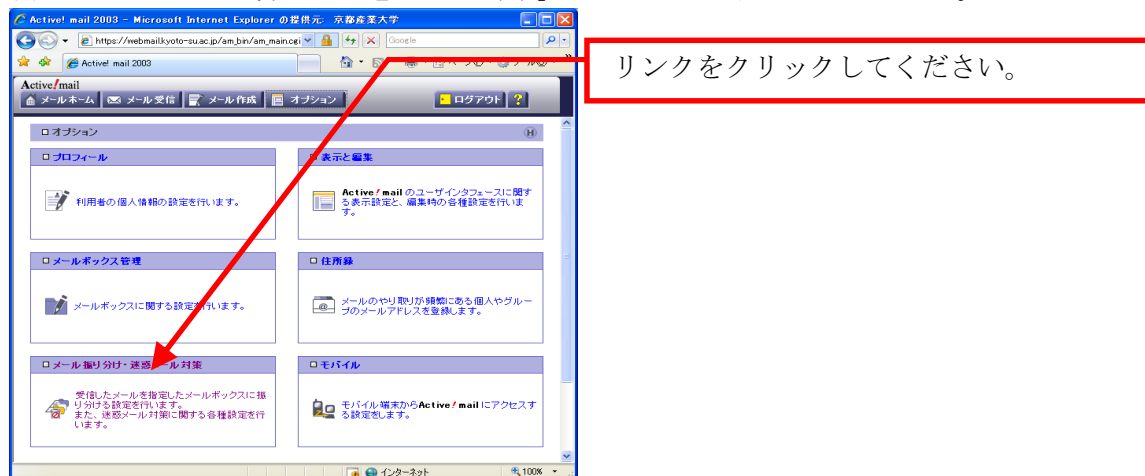 Active! mail 2003 - Microsoft Internet Explorer の提供元: 京都産業大学
https://webmail.kyoto-su.ac.jp/am_bin/am_main.cgi
Google
Active! mail 2003
リンクをクリックしてください。
Active!mail
メールホーム メール受信 メール作成 オプション ログアウト ?
オプション
H
プロフィール
利用者の個人情報の設定を行います。
表示と編集
Active! mail のユーザインタフェースに関す
る表示設定と、編集時の各種設定を行いま
す。
メールボックス管理
メールボックスに関する設定を行います。
住所録
メールのやり取りが頻繁にある個人やグルー
プのメールアドレスを登録します。
メール振り分け・迷惑メール対策
受信したメールを指定したメールボックスに振
り分ける設定を行います。
また、迷惑メール対策に関する各種設定を行
います。
モバイル
モバイル端末からActive! mail にアクセスす
る設定をします。
インターネット
100%